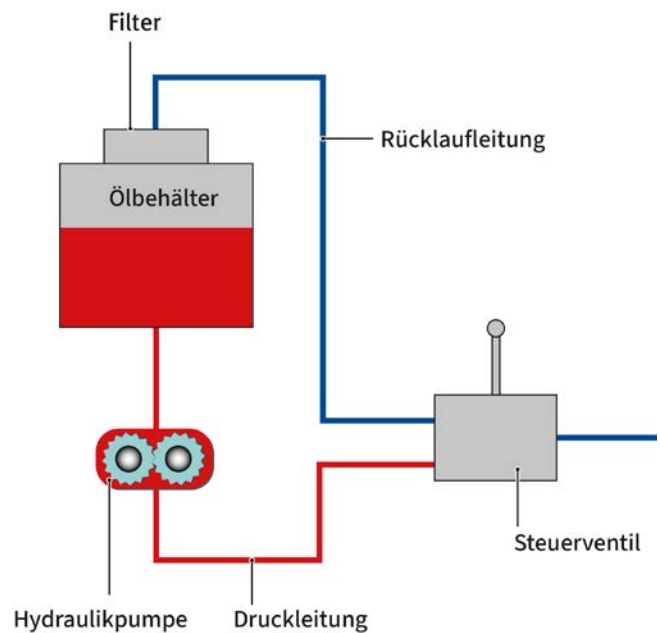 Filter
Rücklaufleitung
Ölbehälter
Steuerventil
Hydraulikpumpe
Druckleitung